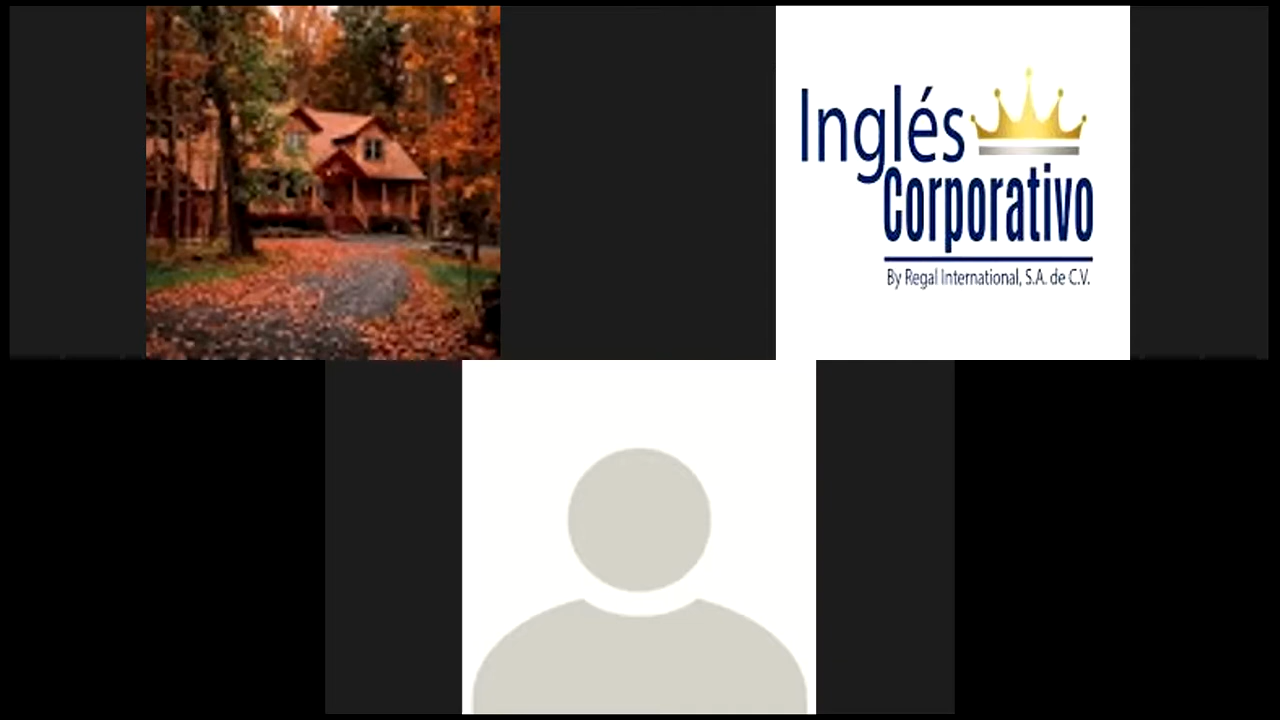 Inglés
Corporativo
By Regal International, S.A. de C.V.